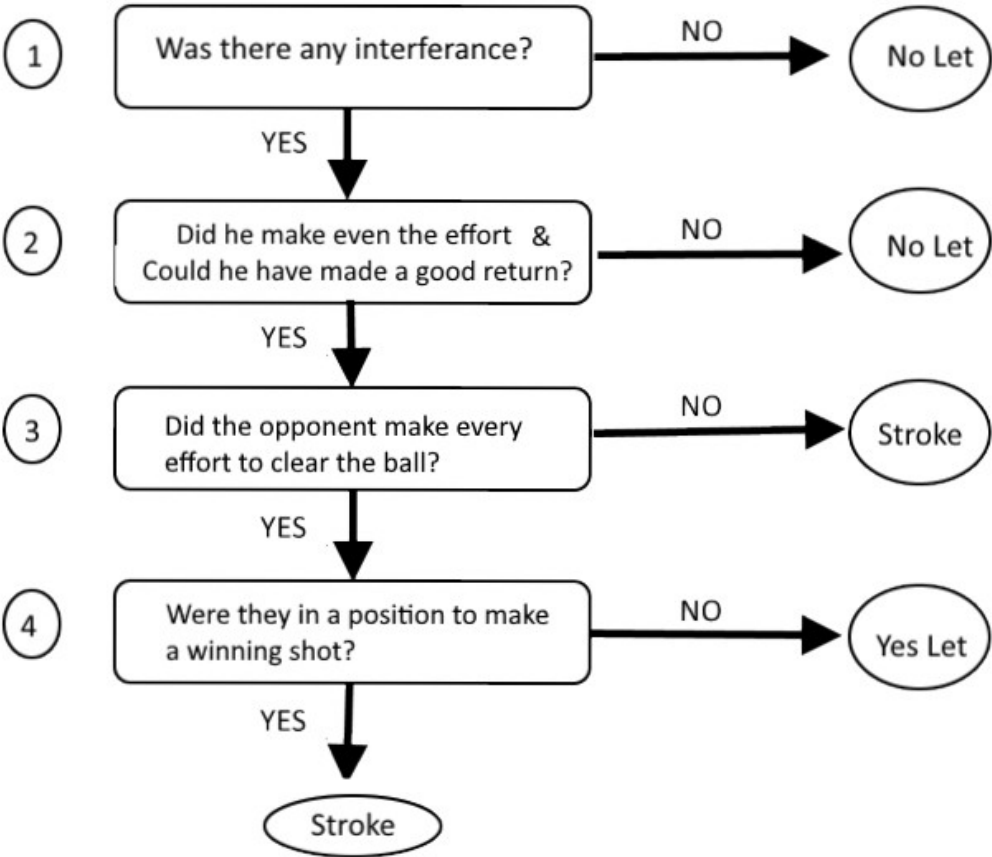 1
Was there any interferance?
NO
No Let
YES
2
Did he make even the effort &
Could he have made a good return?
NO
No Let
YES
3
Did the opponent make every
effort to clear the ball?
NO
Stroke
YES
4
Were they in a position to make
a winning shot?
NO
Yes Let
YES
Stroke